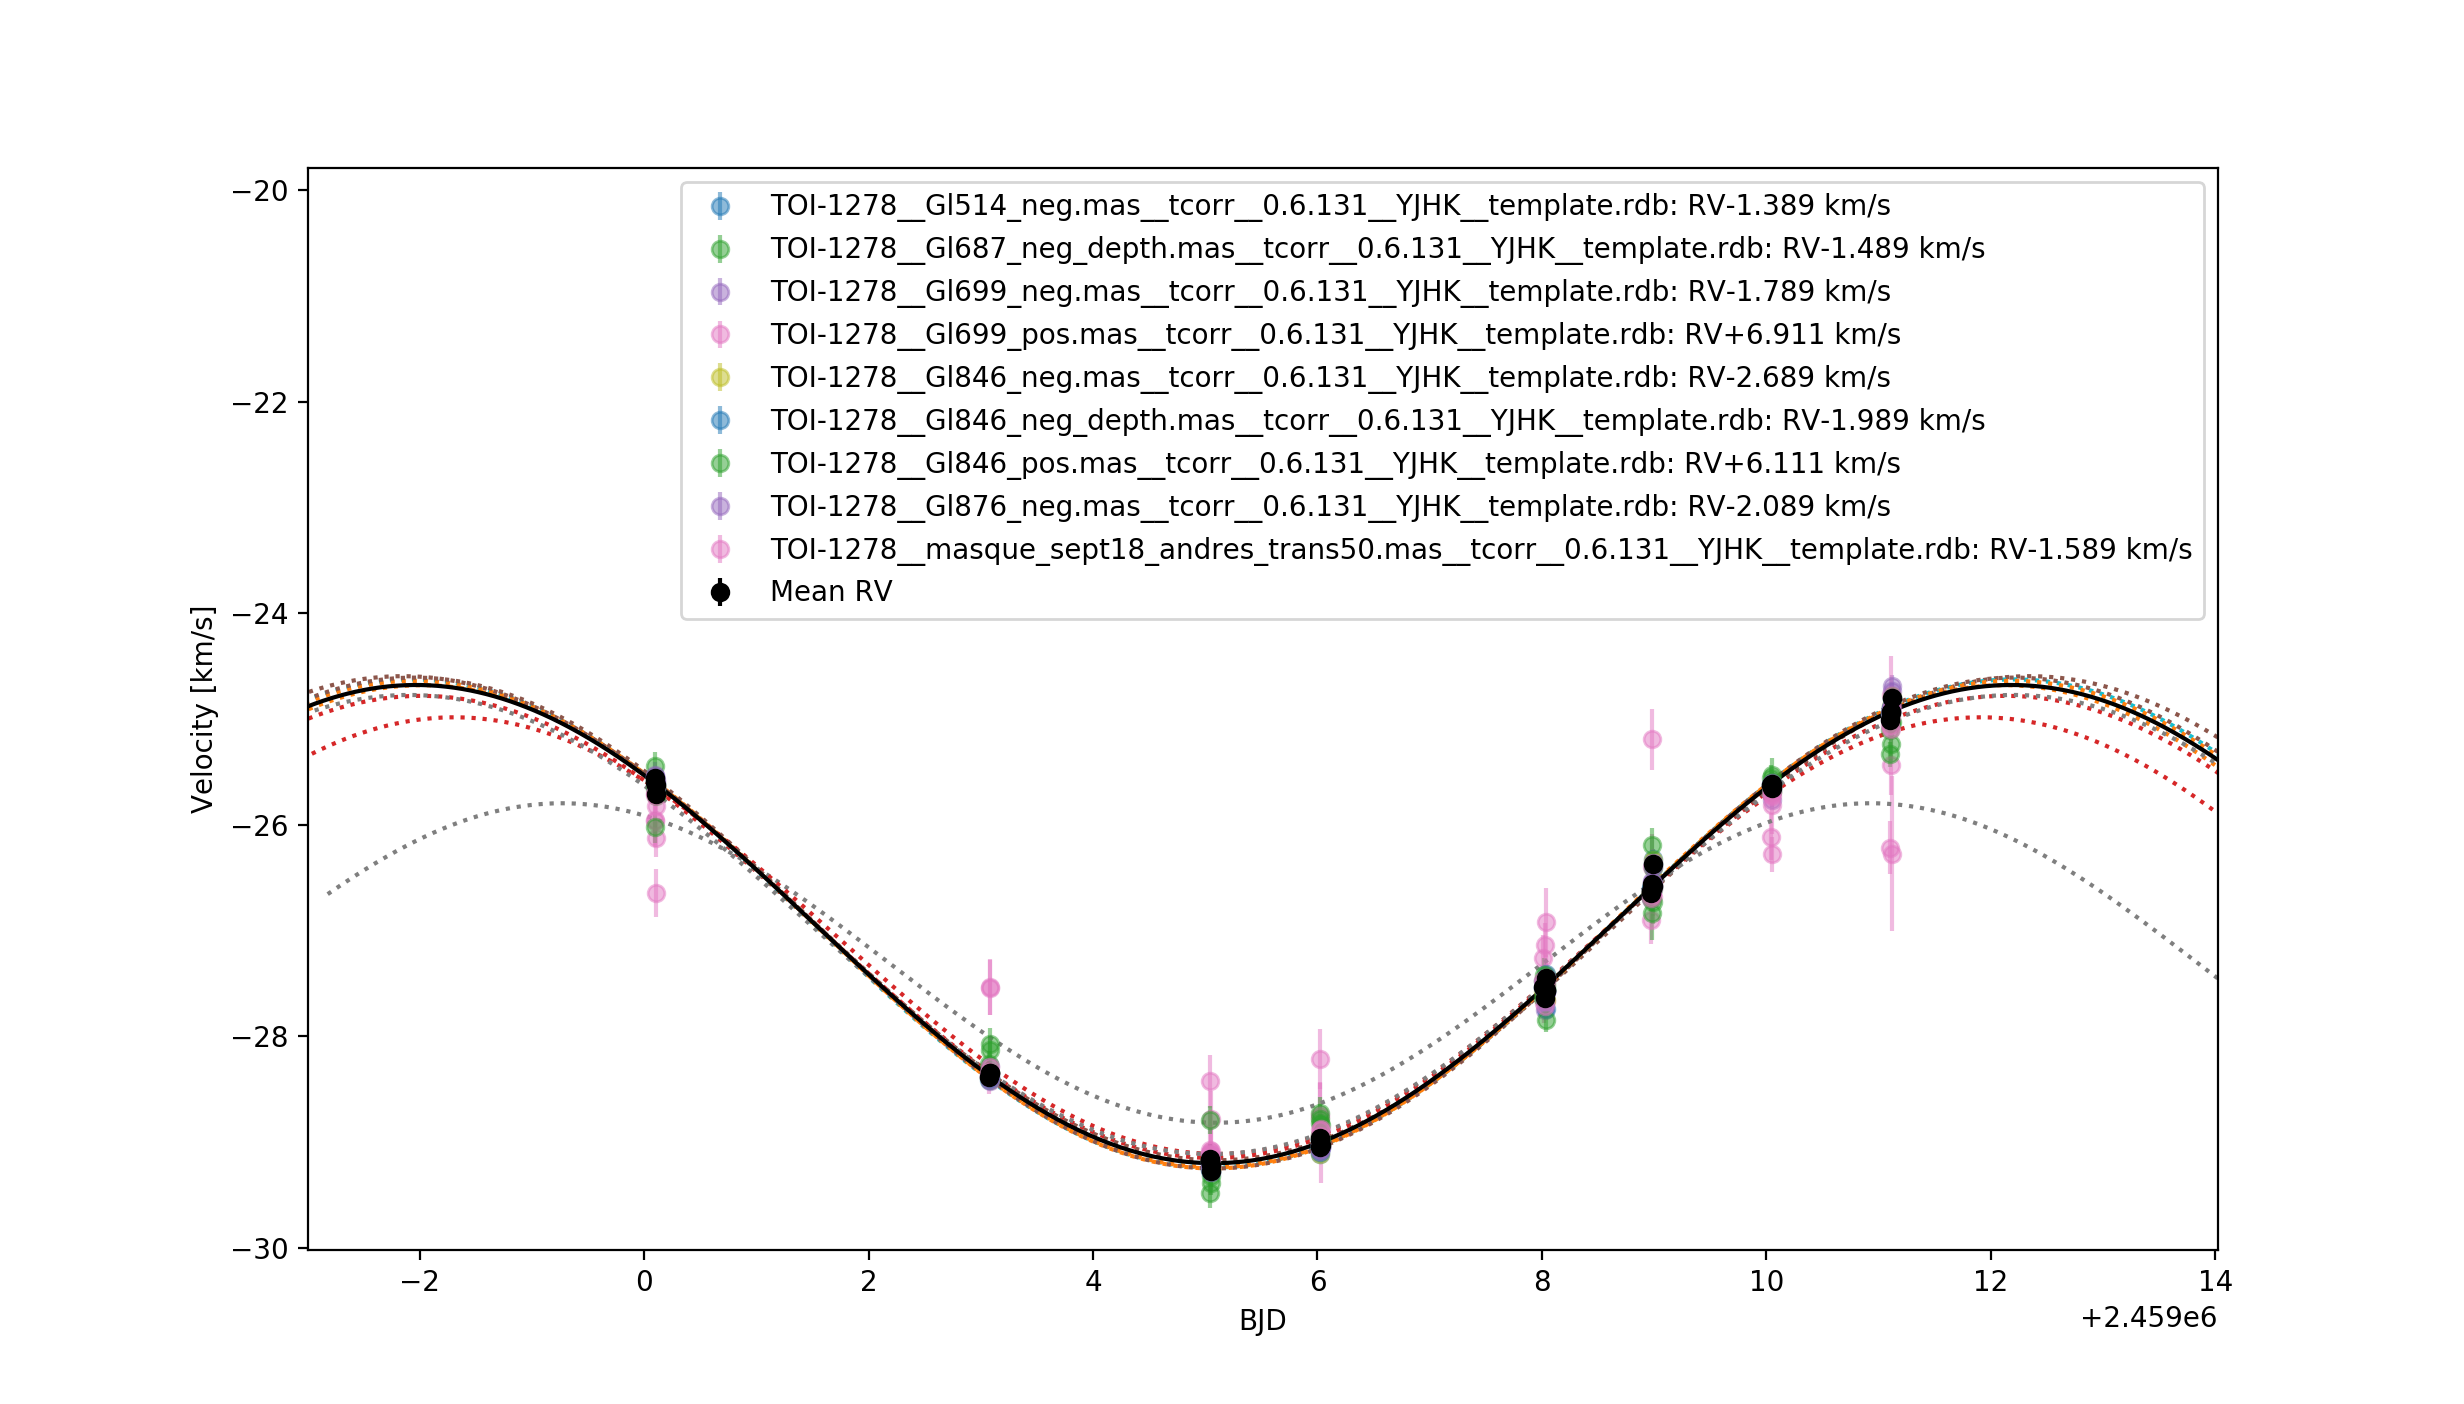 −20
−22
−24
−26
−28
−30
Velocity [km/s]
TOI-1278__Gl514_neg.mas__tcorr__0.6.131__YJHK__template.rdb: RV-1.389 km/s
TOI-1278__Gl687_neg_depth.mas__tcorr__0.6.131__YJHK__template.rdb: RV-1.489 km/s
TOI-1278__Gl699_neg.mas__tcorr__0.6.131__YJHK__template.rdb: RV-1.789 km/s
TOI-1278__Gl699_pos.mas__tcorr__0.6.131__YJHK__template.rdb: RV+6.911 km/s
TOI-1278__Gl846_neg.mas__tcorr__0.6.131__YJHK__template.rdb: RV-2.689 km/s
TOI-1278__Gl846_neg_depth.mas__tcorr__0.6.131__YJHK__template.rdb: RV-1.989 km/s
TOI-1278__Gl846_pos.mas__tcorr__0.6.131__YJHK__template.rdb: RV+6.111 km/s
TOI-1278__Gl876_neg.mas__tcorr__0.6.131__YJHK__template.rdb: RV-2.089 km/s
TOI-1278__masque_sept18_andres_trans50.mas__tcorr__0.6.131__YJHK__template.rdb: RV-1.589 km/s
Mean RV
−2 0 2 4 6 8 10 12 14
BJD
+2.459e6